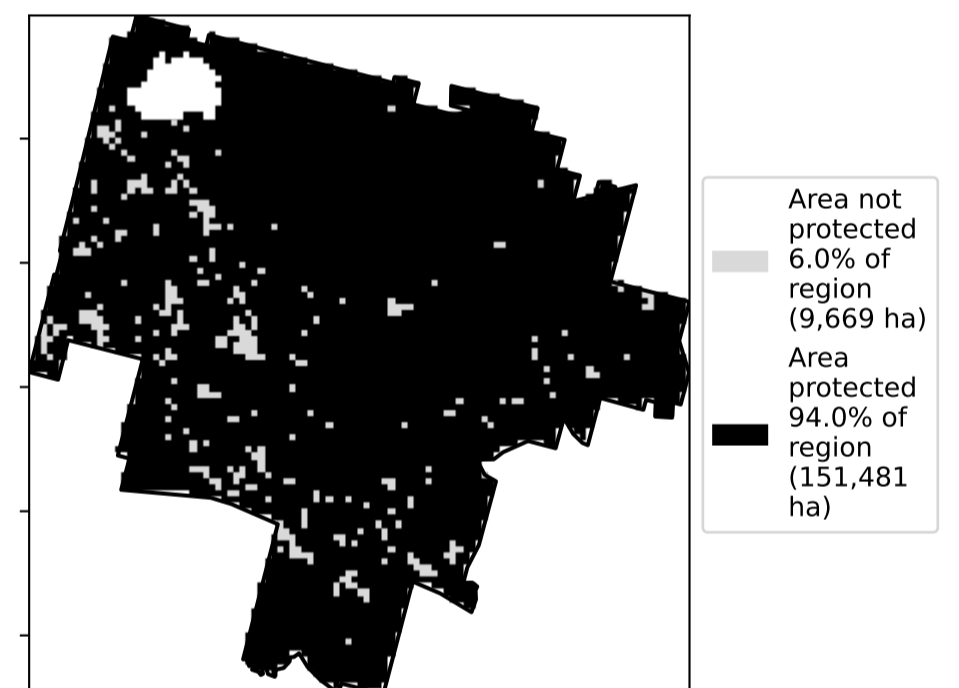 Area not
protected
6.0% of
region
(9,669 ha)
Area
protected
94.0% of
region
(151,481
ha)